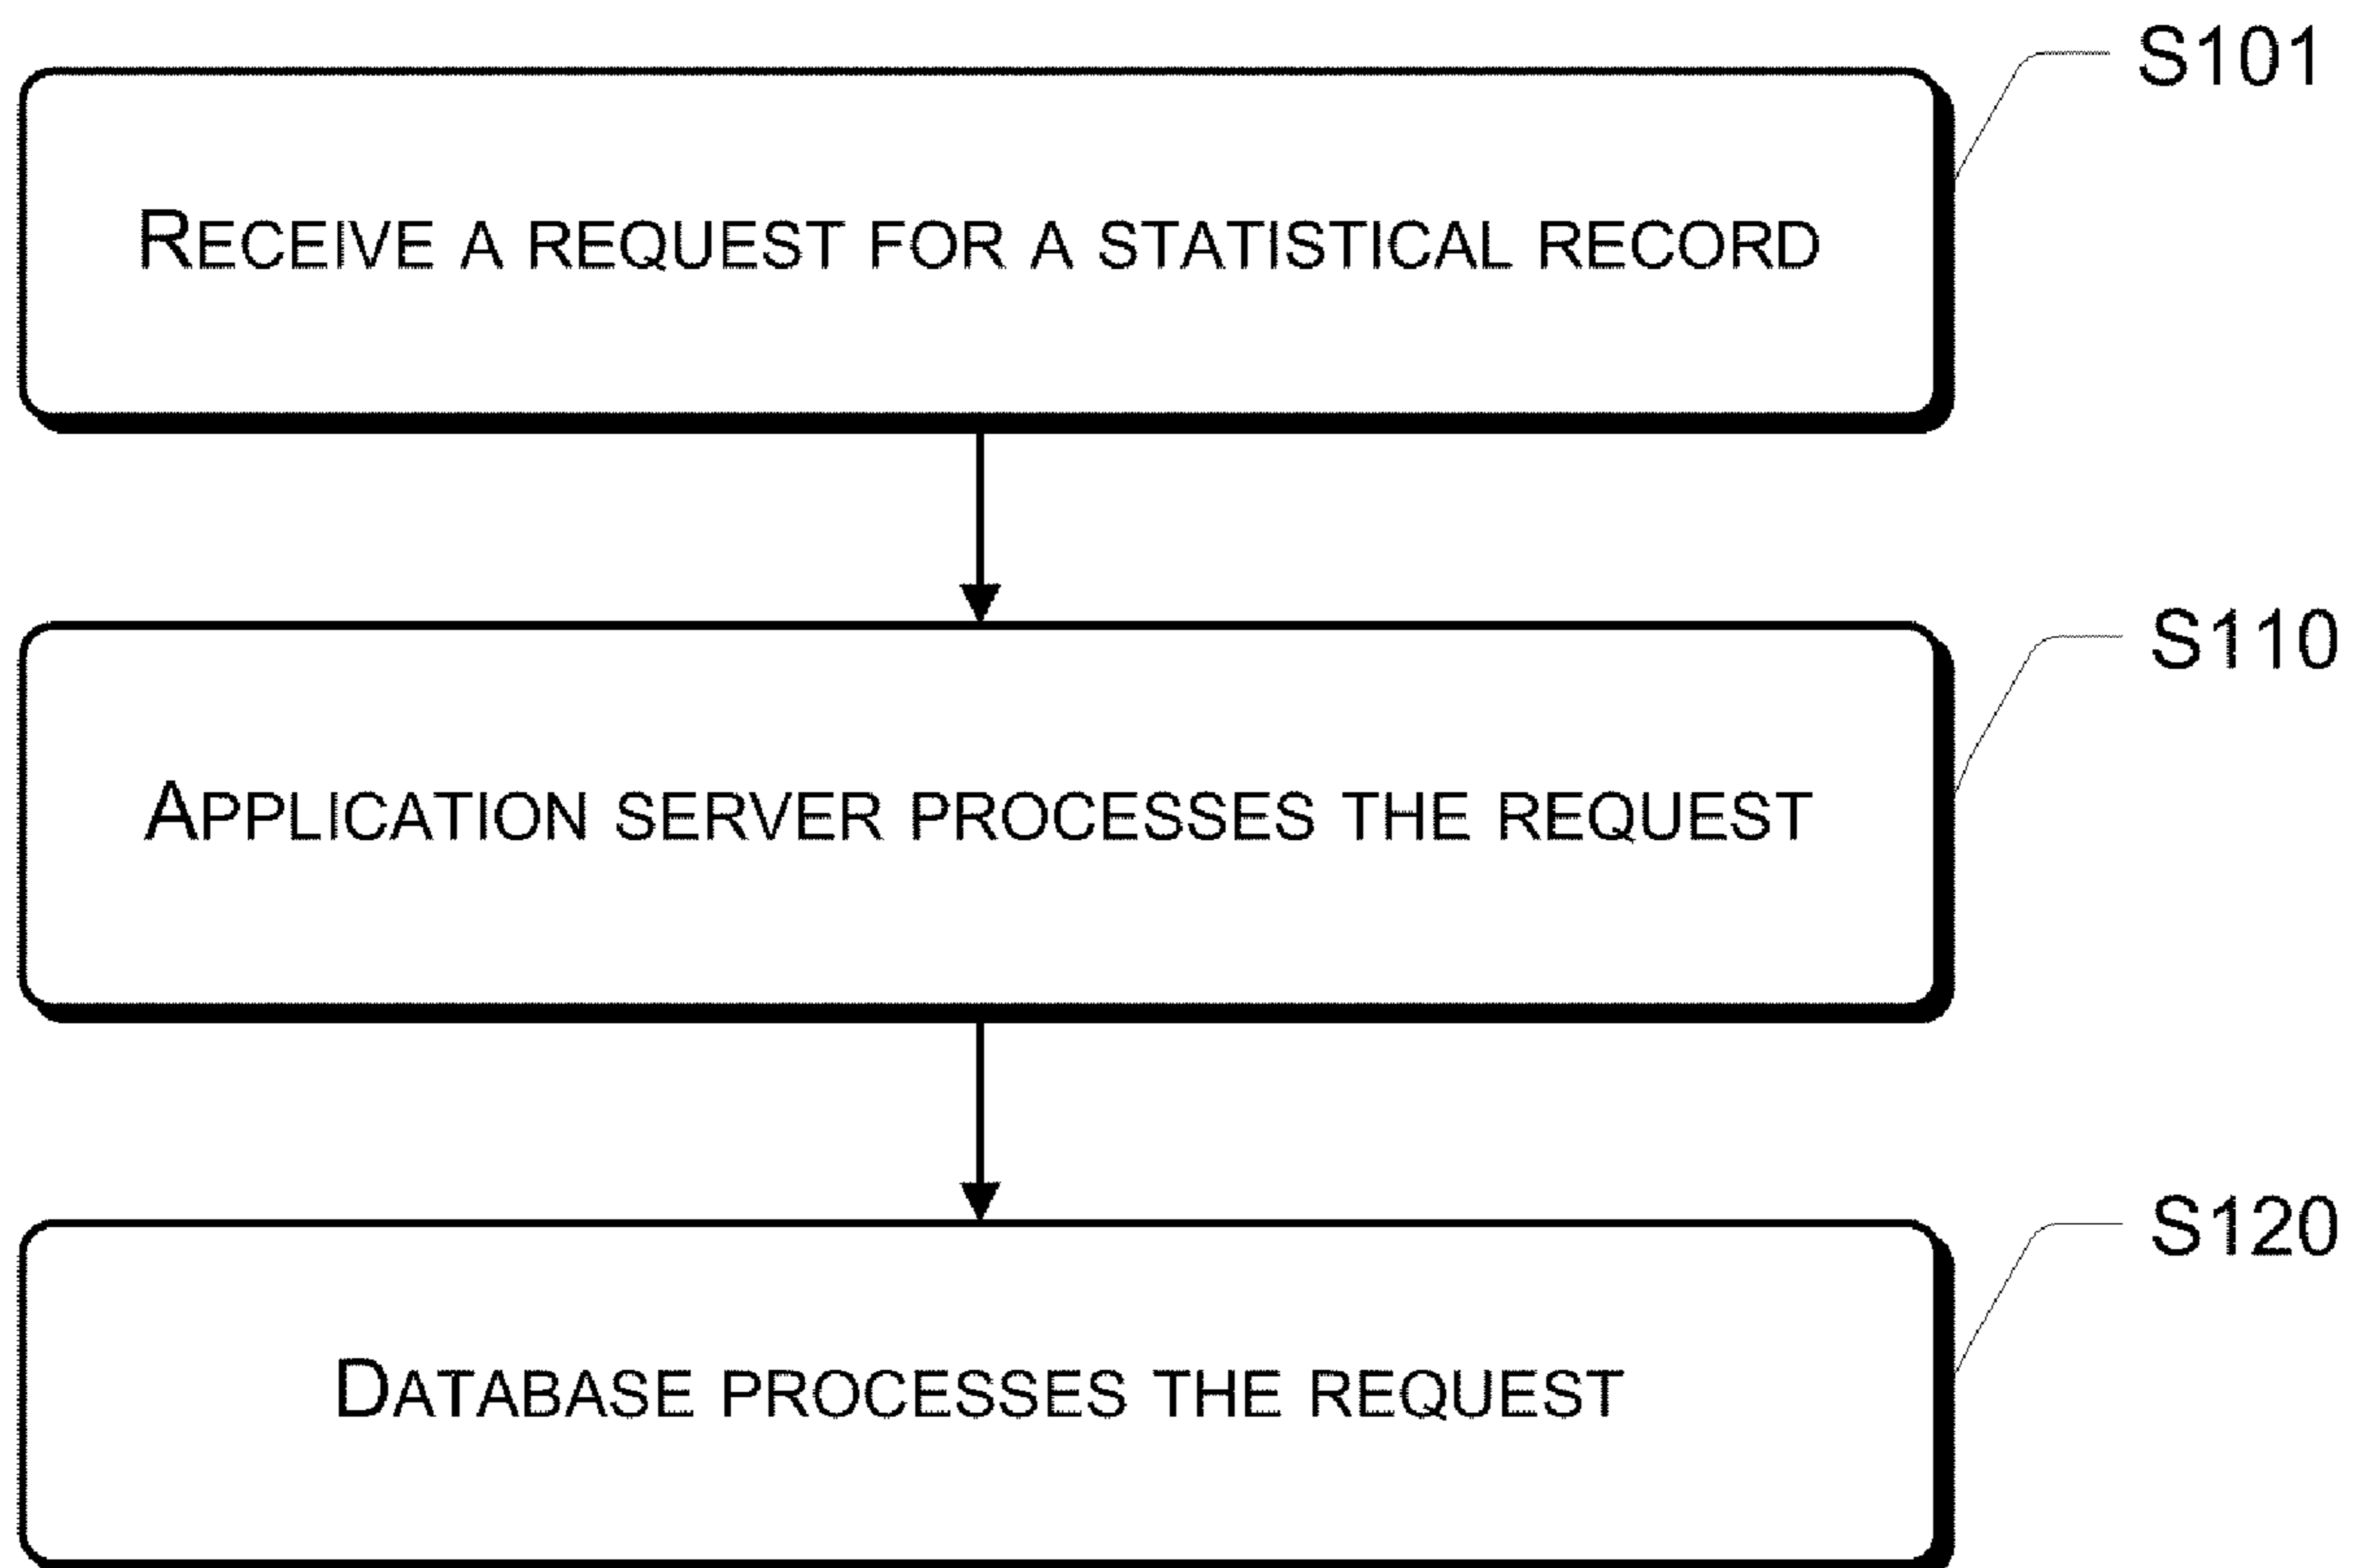 S101
RECEIVE A REQUEST FOR A STATISTICAL RECORD
S110
APPLICATION SERVER PROCESSES THE REQUEST
S120
DATABASE PROCESSES THE REQUEST